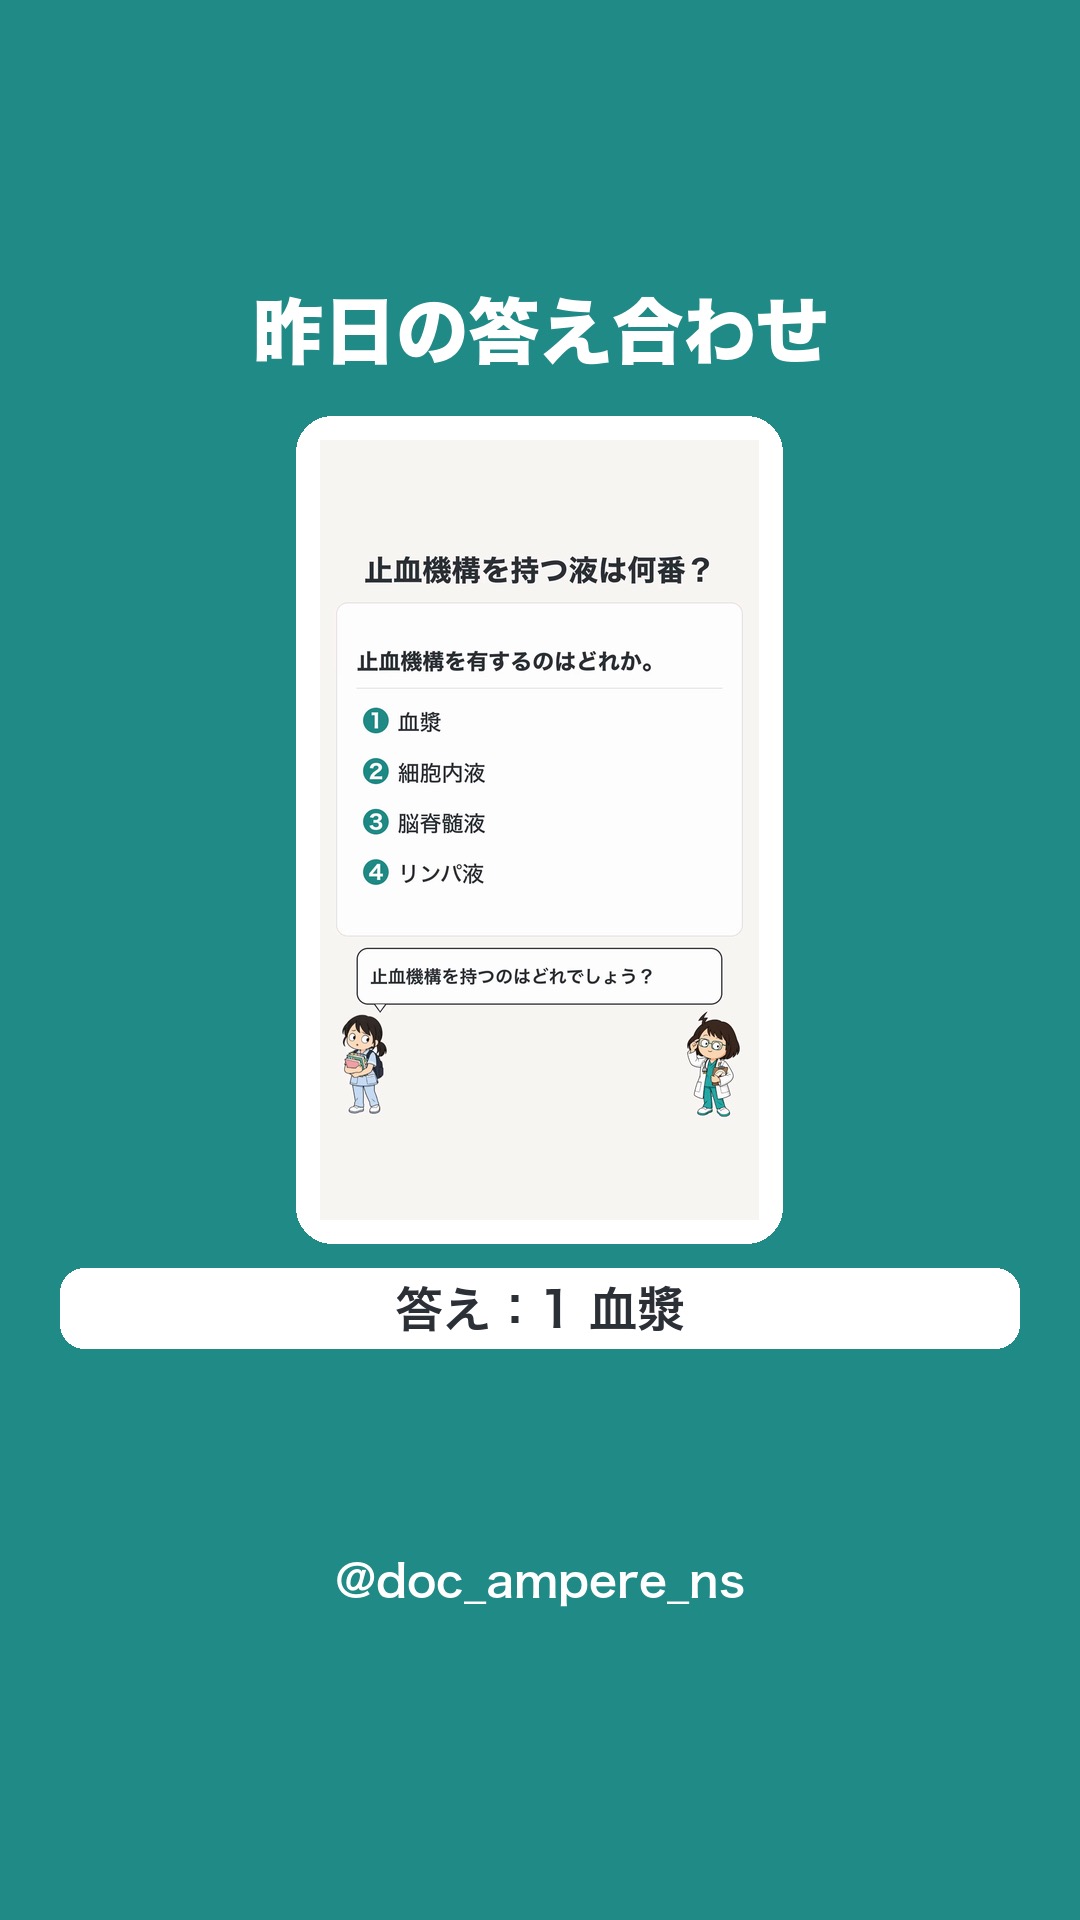 昨日の答え合わせ
止血機構を持つ液は何番？
止血機構を有するのはどれか。
1 血漿
2 細胞内液
3 脳脊髄液
4 リンパ液
止血機構を持つのはどれでしょう？
答え：1 血漿
@doc_ampere_ns